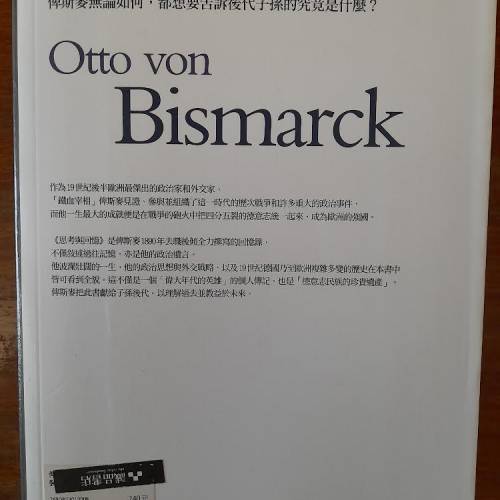 俾斯麥無論如何，都想要告訴後代子孫的究竟是什麼？
Otto von
Bismarck
作為19世紀後半歐洲最傑出的政治家和外交家，
「鐵血宰相」俾斯麥見證、參與並組織了這一時代的歷次戰爭和許多重大的政治事件，
而他一生最大的成就便是在戰爭的砲火中把四分五裂的德意志統一起來，成為歐洲的強國。
《思考與回憶》是俾斯麥1890年去職後傾全力撰寫的回憶錄，
不僅敘述過往記憶，亦是他的政治遺言。
他波瀾壯闊的一生，他的政治思想與外交戰略，以及19世紀德國乃至歐洲複雜多變的歷史在本書中
皆可看到全貌，這不僅是一個「偉大年代的英雄」的個人傳記，也是「德意志民族的珍貴遺產」，
俾斯麥把此書獻給子孫後代，以理解過去並教益於未來。
誠品書店
740